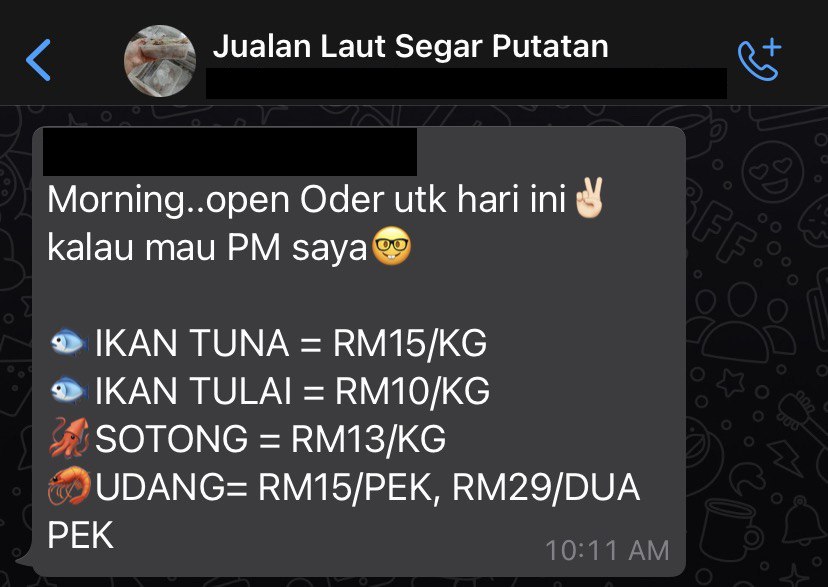 Jualan Laut Segar Putatan
Morning..open Oder utk hari ini✌🏻
kalau mau PM saya🤓
🐟IKAN TUNA = RM15/KG
🐟IKAN TULAI = RM10/KG
🦑SOTONG = RM13/KG
🦐UDANG= RM15/PEK, RM29/DUA
PEK
10:11 AM